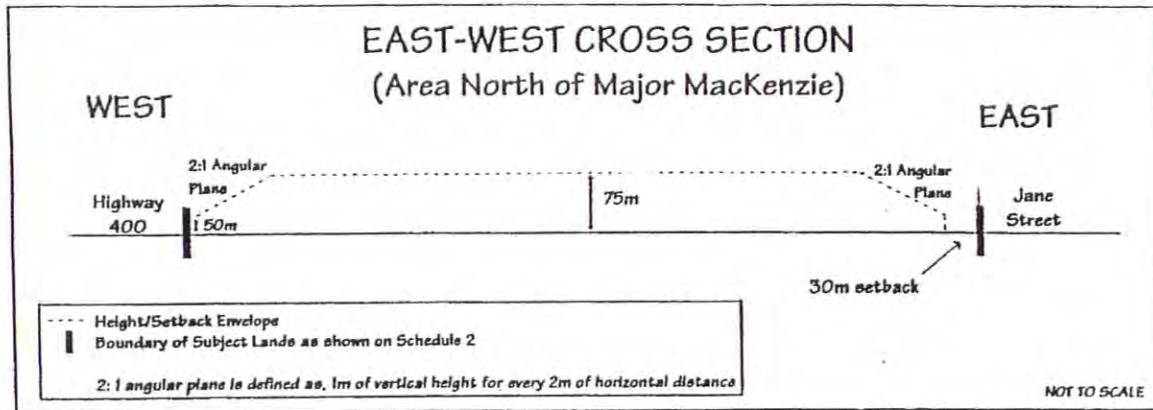 EAST-WEST CROSS SECTION
(Area North of Major MacKenzie)
WEST
EAST
2:1 Angular
Plane
2:1 Angular
Plane
Highway
400
50m
75m
Jane
Street
30m setback
Height/Setback Envelope
Boundary of Subject Lands as shown on Schedule 2
2: 1 angular plane is defined as, 1m of vertical height for every 2m of horizontal distance
NOT TO SCALE